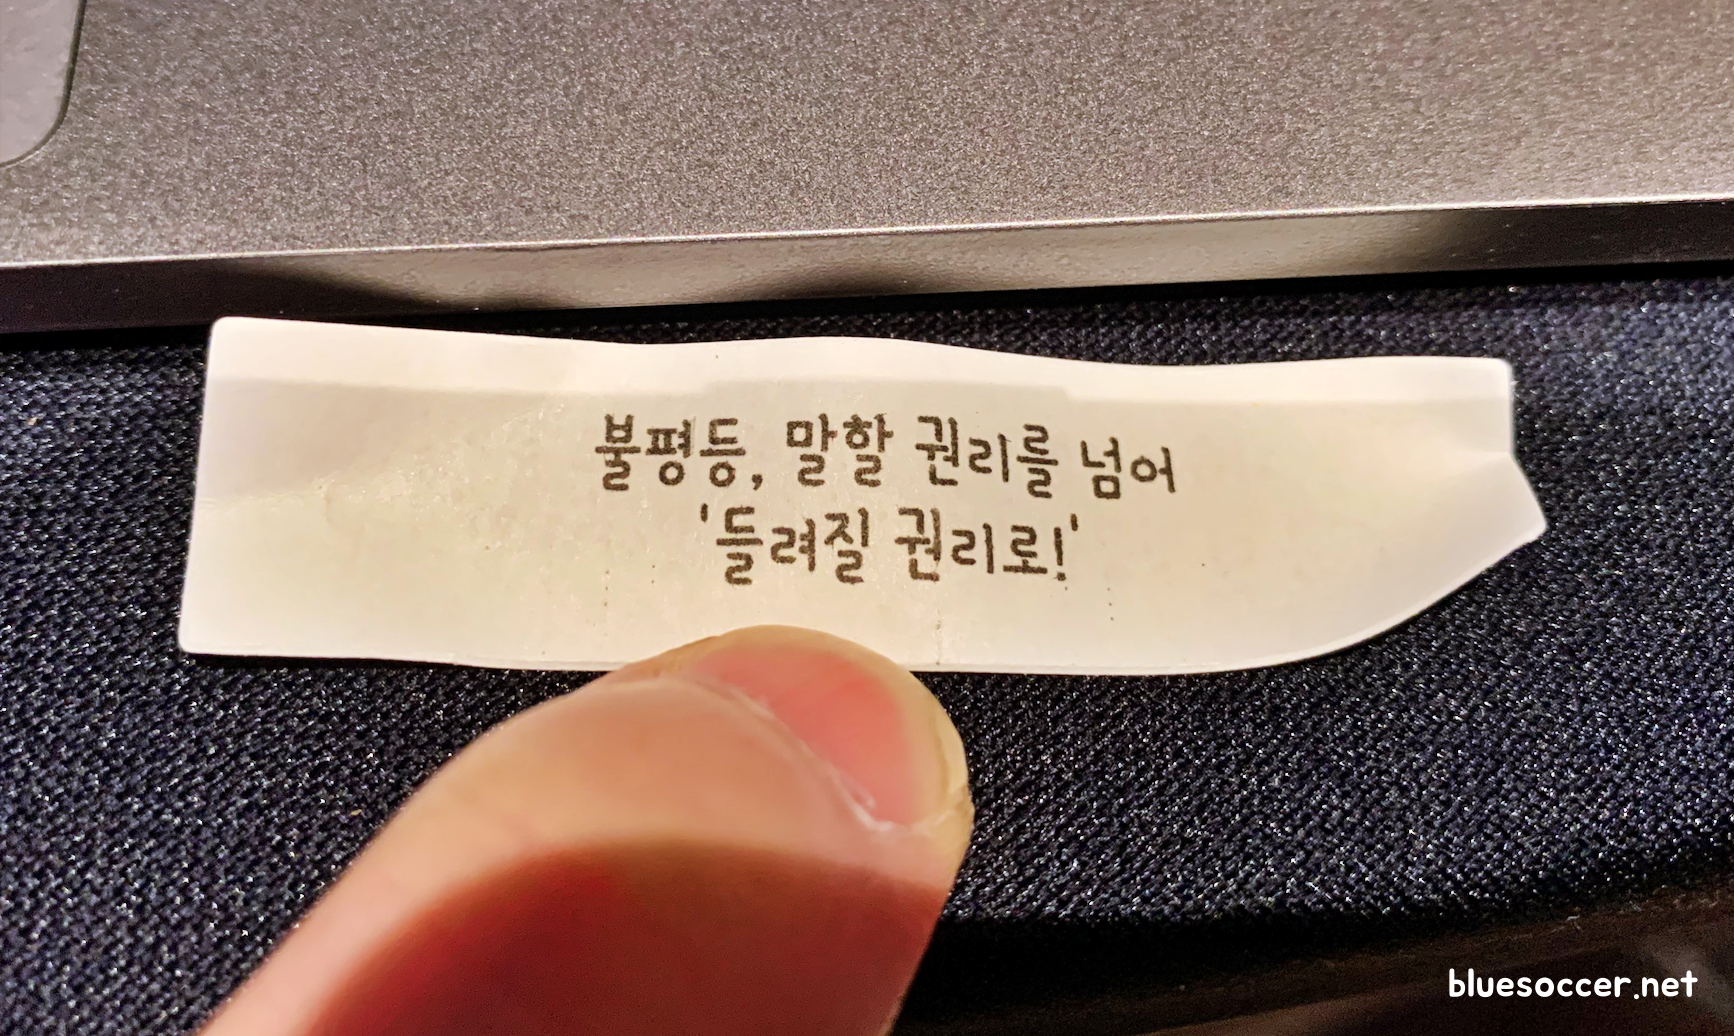 불평등, 말할 권리를 넘어
'들려질 권리로!'
bluesoccer.net